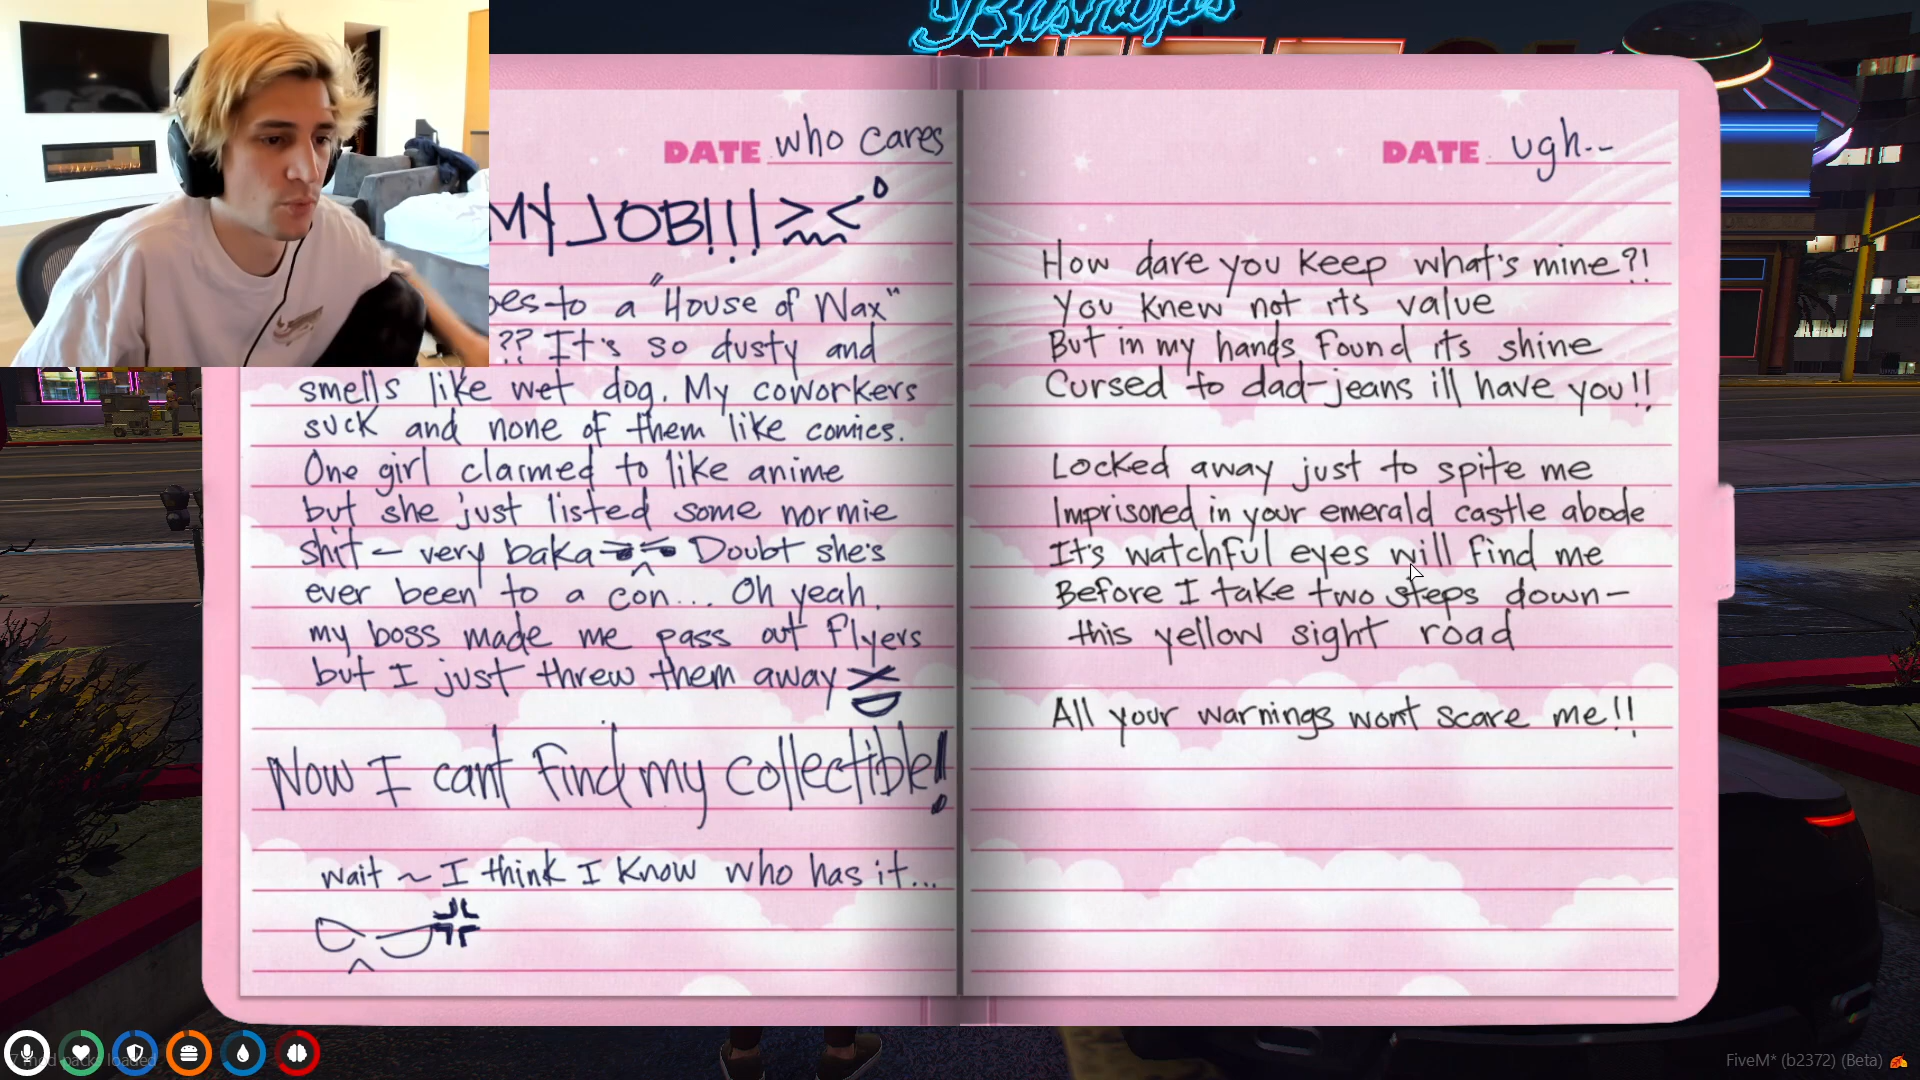 Bishop's
DATE who cares
MY JOB!!!
oes to a "House of Wax"
?? It's so dusty and
smells like wet dog. My coworkers
suck and none of them like comics.
One girl claimed to like anime
but she just listed some normie
shit - very baka Doubt she's
ever been to a con... Oh yeah.
my boss made me pass out flyers
but I just threw them away
Now I cant find my collectible!
wait ~ I think I know who has it...
DATE ugh--
How dare you keep what's mine?!
You knew not its value
But in my hands, found its shine
Cursed to dad-jeans ill have you!!
Locked away just to spite me
Imprisoned in your emerald castle abode
It's watchful eyes will find me
Before I take two steps down-
this yellow sight road
All your warnings wont scare me!!
loaded
FiveM* (b2372) (Beta)